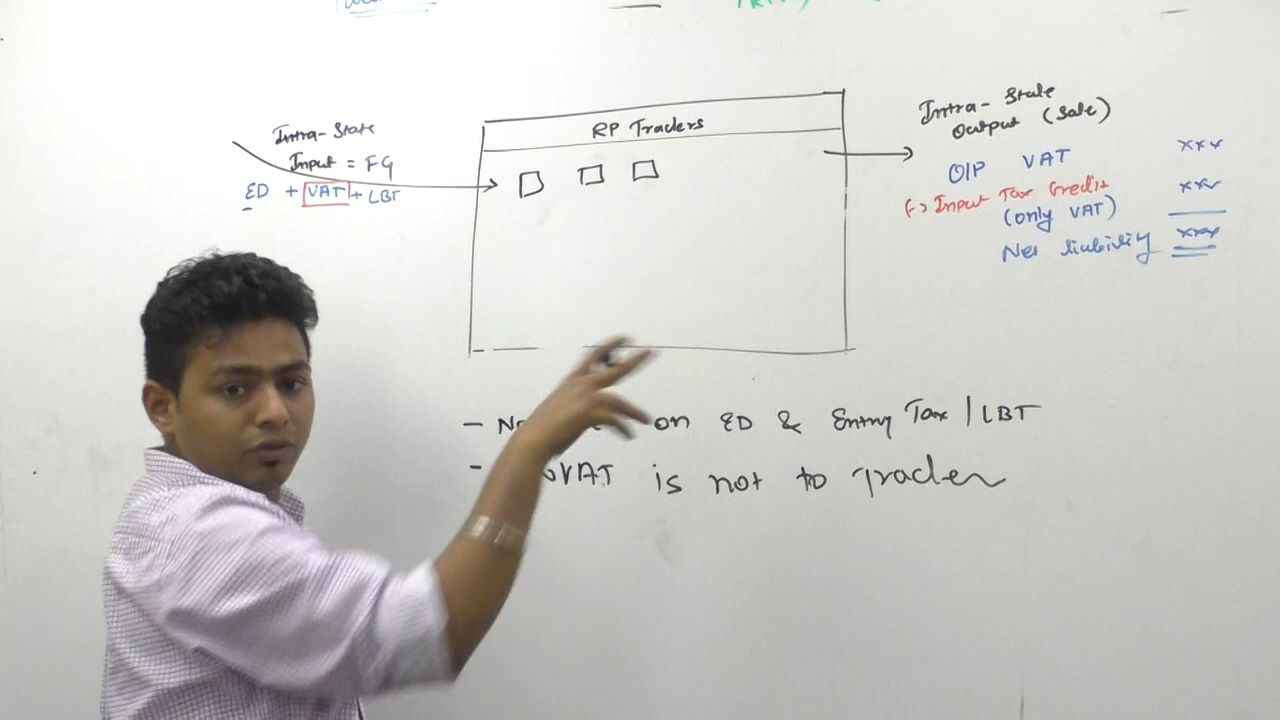 Intra-State
Input = FG
ED + VAT + LBT
RP Traders
Intra-State
Output (Sale)
O/P VAT xxx
(-) Input Tax Credit xxx
(only VAT)
Net liability xxx
- on ED & Entry Tax / LBT
- VAT is not to Trader